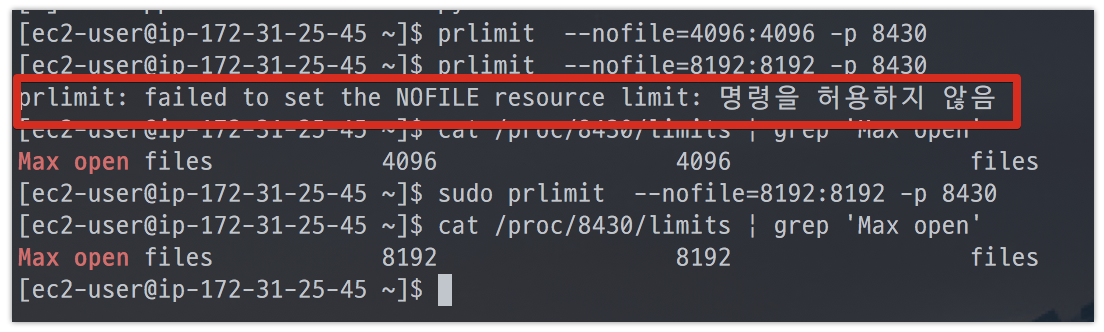 [ec2-user@ip-172-31-25-45 ~]$ prlimit  --nofile=4096:4096 -p 8430
[ec2-user@ip-172-31-25-45 ~]$ prlimit  --nofile=8192:8192 -p 8430
prlimit: failed to set the NOFILE resource limit: 명령을 허용하지 않음
[ec2-user@ip-172-31-25-45 ~]$ cat /proc/8430/limits | grep 'Max open'
Max open files            4096                 4096                 files
[ec2-user@ip-172-31-25-45 ~]$ sudo prlimit  --nofile=8192:8192 -p 8430
[ec2-user@ip-172-31-25-45 ~]$ cat /proc/8430/limits | grep 'Max open'
Max open files            8192                 8192                 files
[ec2-user@ip-172-31-25-45 ~]$